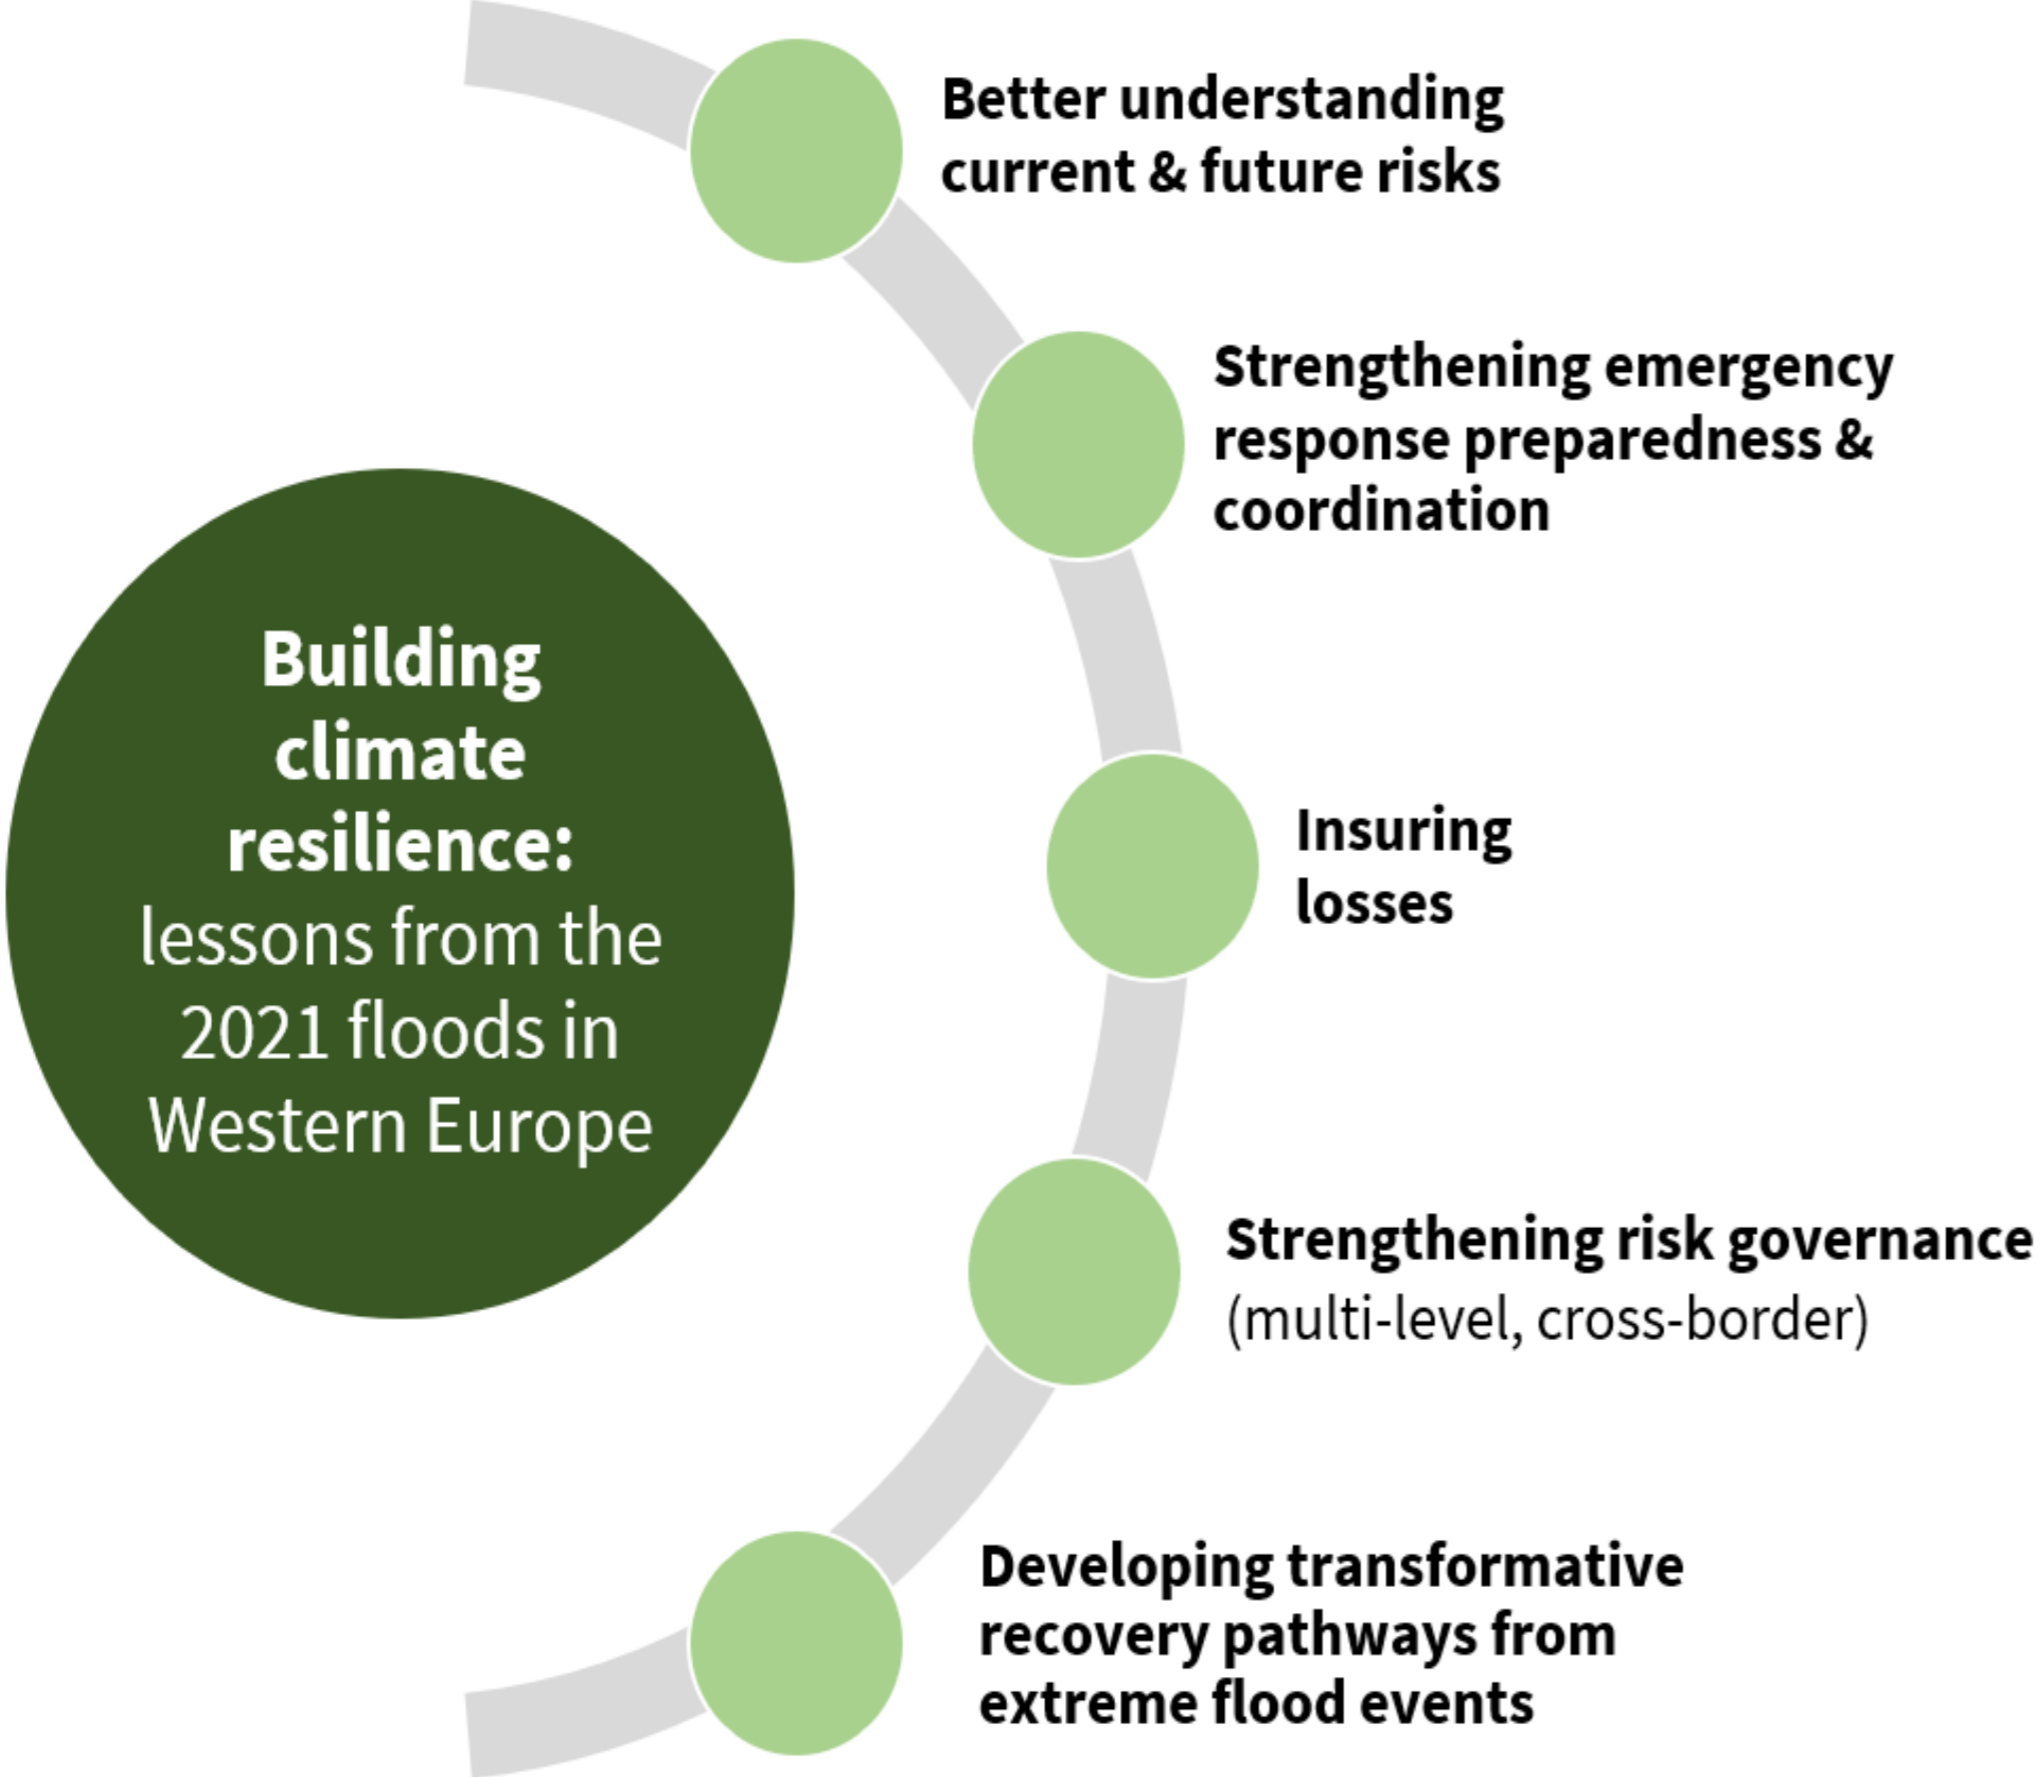 Building
climate
resilience:
lessons from the
2021 floods in
Western Europe
Better understanding
current & future risks
Strengthening emergency
response preparedness &
coordination
Insuring
losses
Strengthening risk governance
(multi-level, cross-border)
Developing transformative
recovery pathways from
extreme flood events